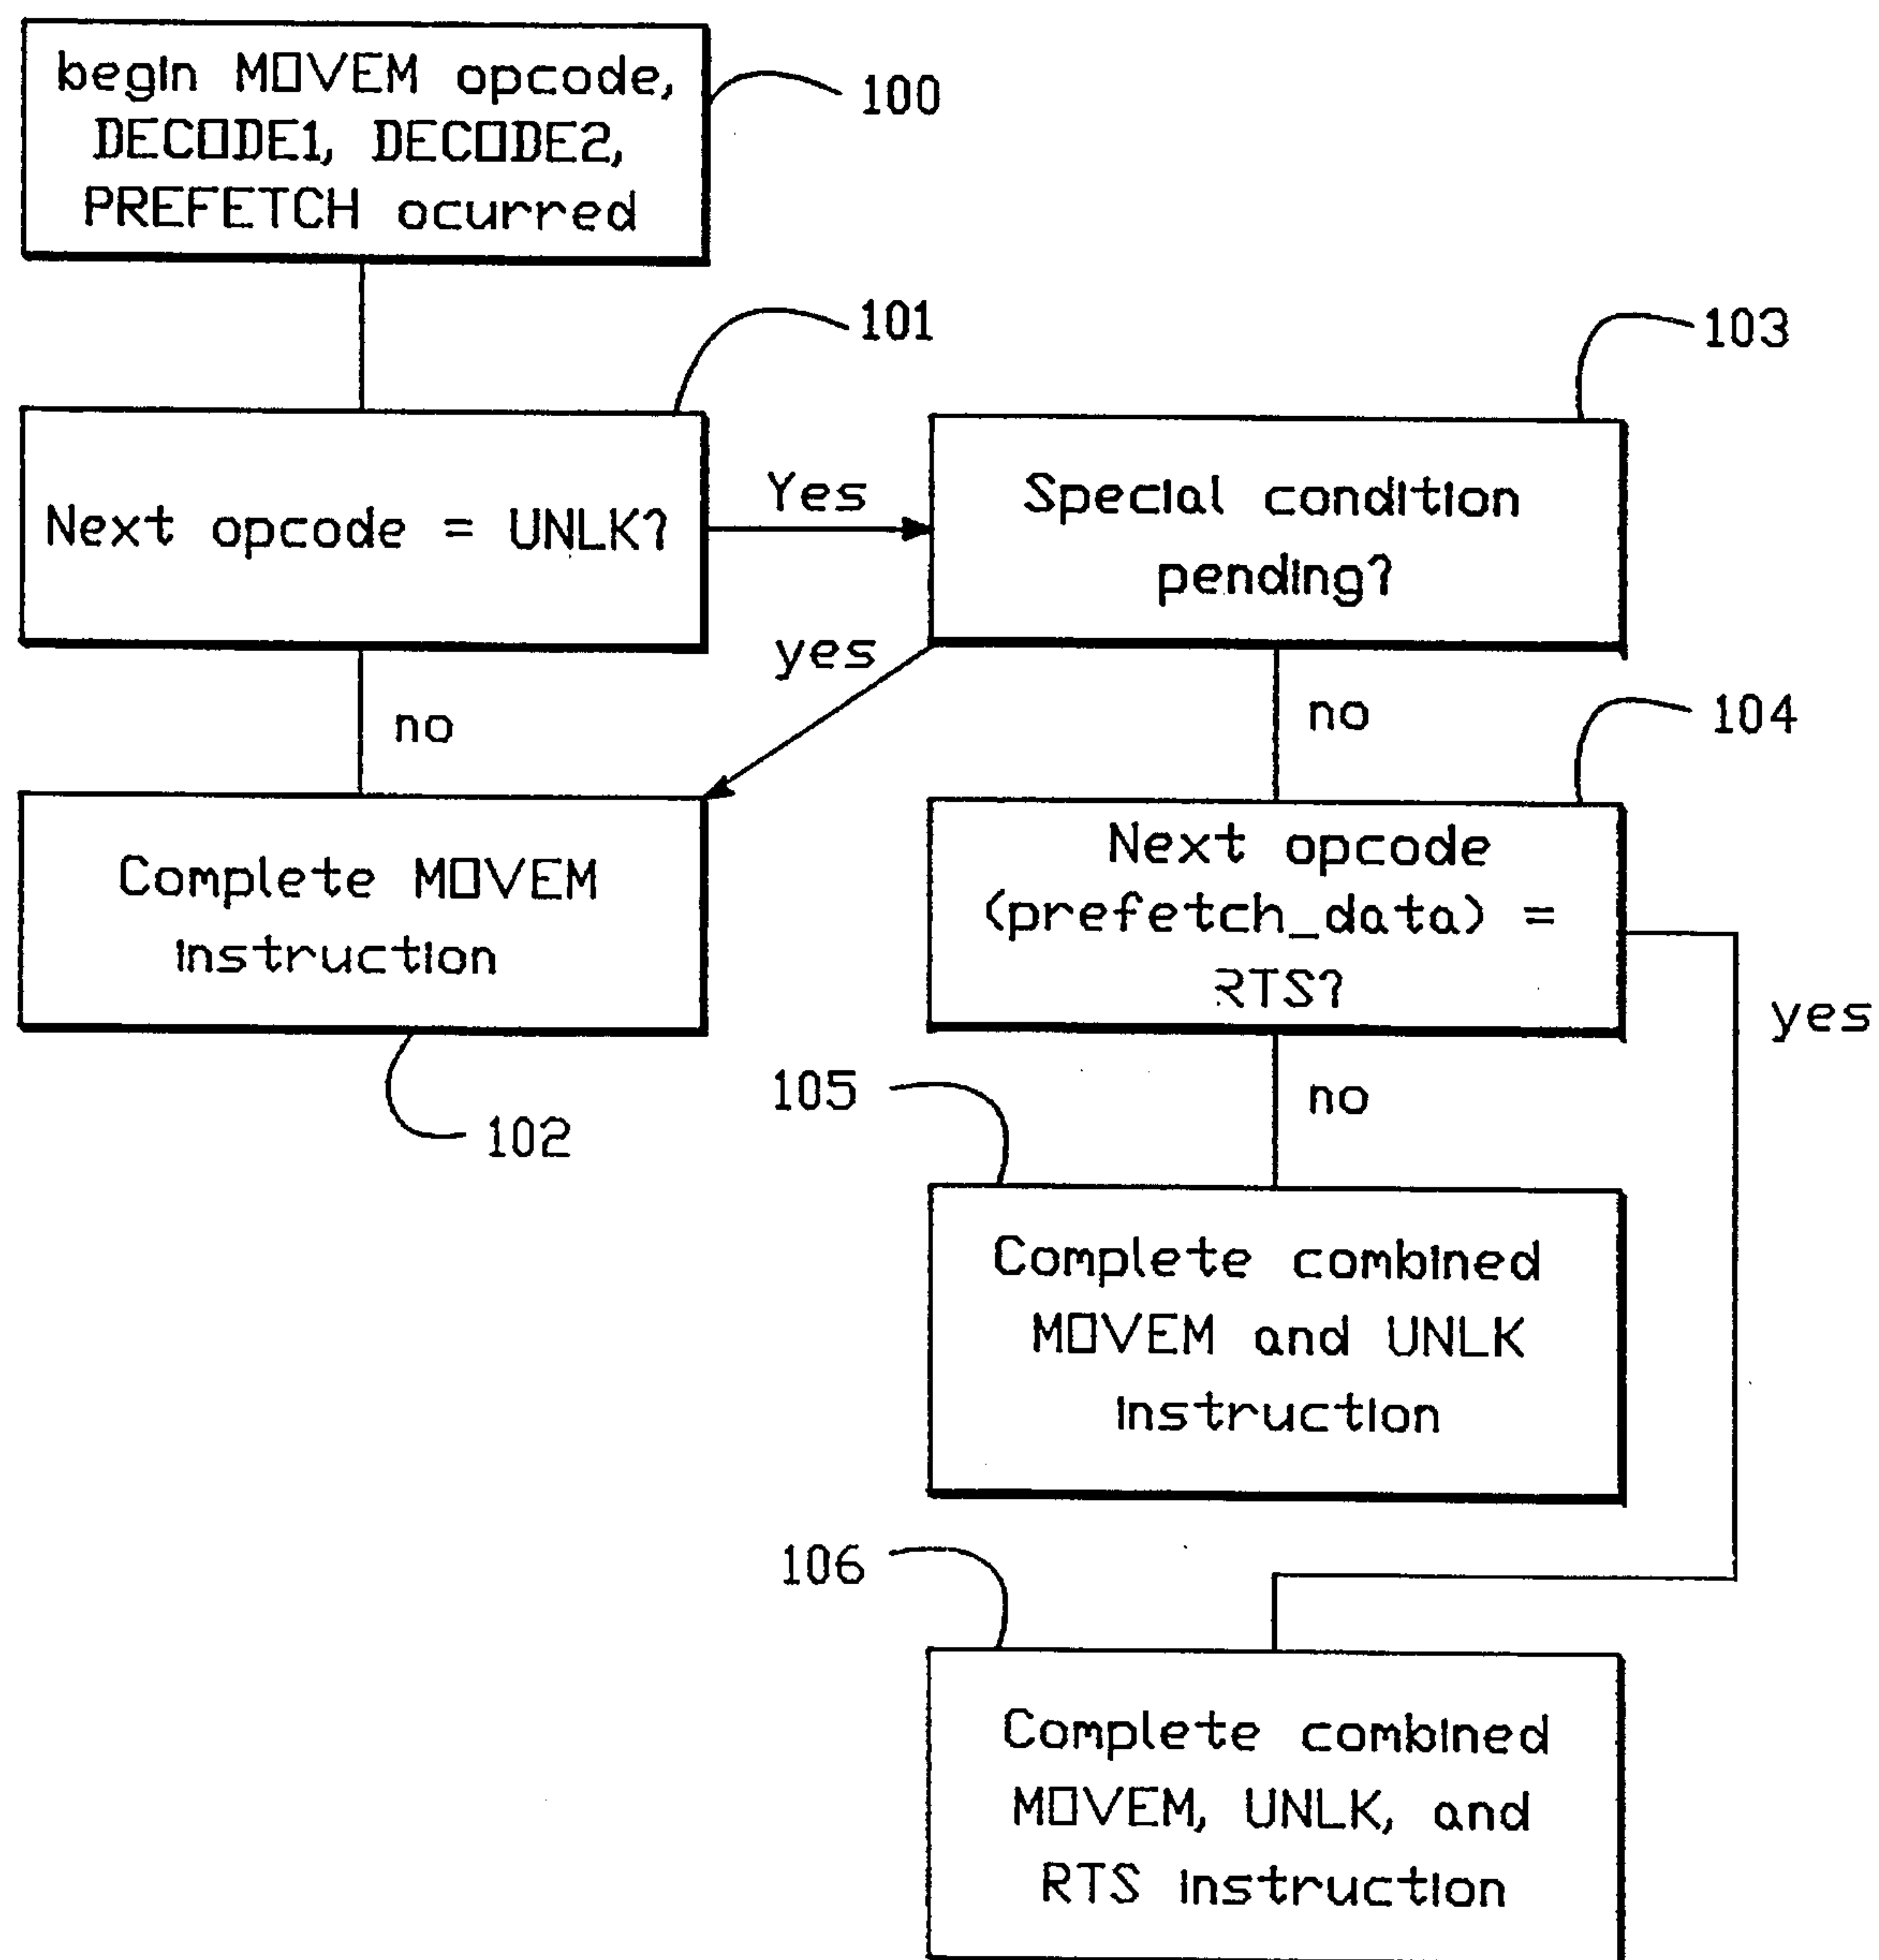 begin MOVEM opcode,
DECODE1, DECODE2,
PREFETCH ocurred
100
101
103
Next opcode = UNLK?
Yes
Special condition
pending?
yes
no
no
104
Complete MOVEM
instruction
Next opcode
(prefetch_data) =
RTS?
yes
102
105
no
Complete combined
MOVEM and UNLK
instruction
106
Complete combined
MOVEM, UNLK, and
RTS instruction